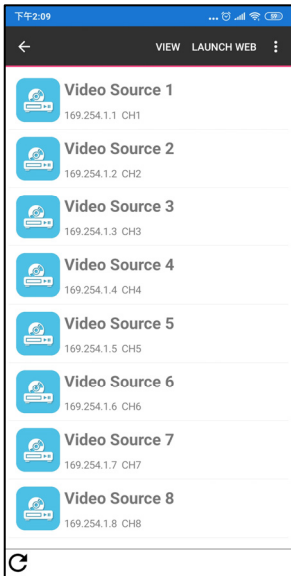 下午2:09
... 59
VIEW LAUNCH WEB
Video Source 1
169.254.1.1 CH1
Video Source 2
169.254.1.2 CH2
Video Source 3
169.254.1.3 CH3
Video Source 4
169.254.1.4 CH4
Video Source 5
169.254.1.5 CH5
Video Source 6
169.254.1.6 CH6
Video Source 7
169.254.1.7 CH7
Video Source 8
169.254.1.8 CH8